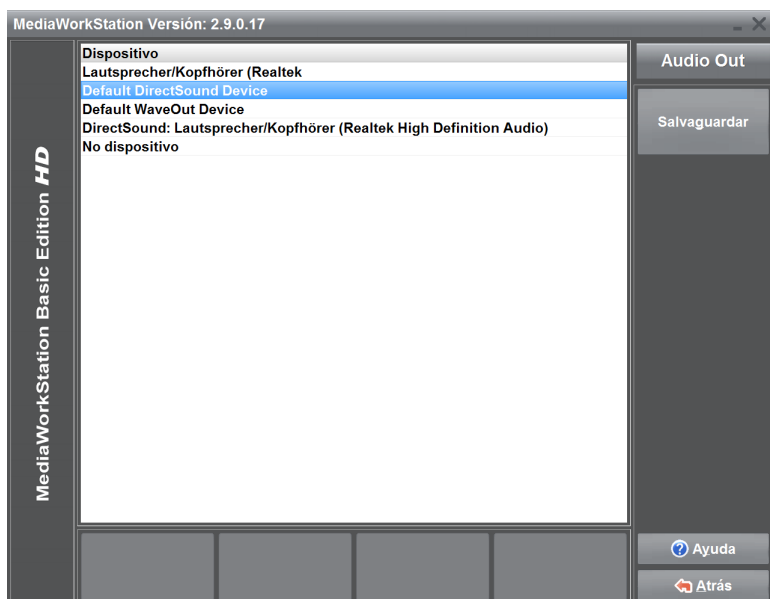 MediaWorkStation Versión: 2.9.0.17
MediaWorkStation Basic Edition HD
Dispositivo
Lautsprecher/Kopfhörer (Realtek
Default DirectSound Device
Default WaveOut Device
DirectSound: Lautsprecher/Kopfhörer (Realtek High Definition Audio)
No dispositivo
Audio Out
Salvaguardar
Ayuda
Atrás